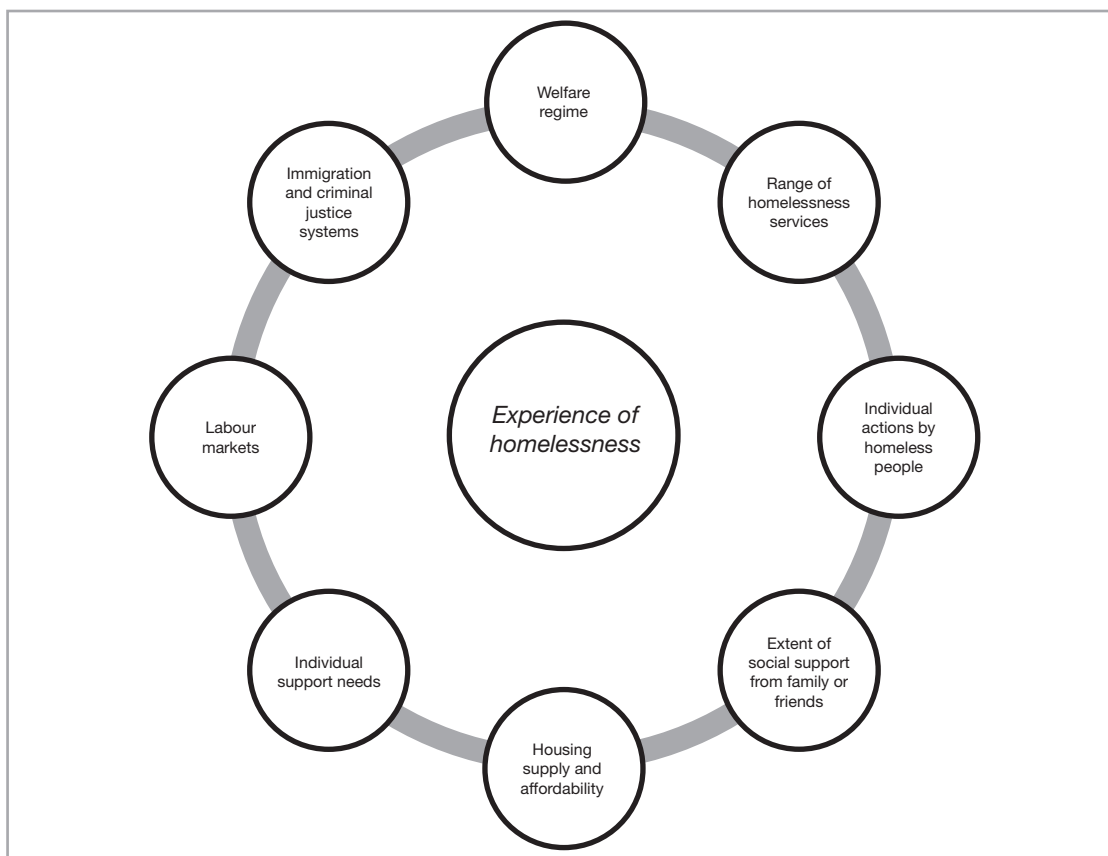 Welfare
regime
Range of
homelessness
services
Individual
actions by
homeless
people
Extent of
social support
from family or
friends
Housing
supply and
affordability
Individual
support needs
Labour
markets
Immigration
and criminal
justice
systems
Experience of
homelessness